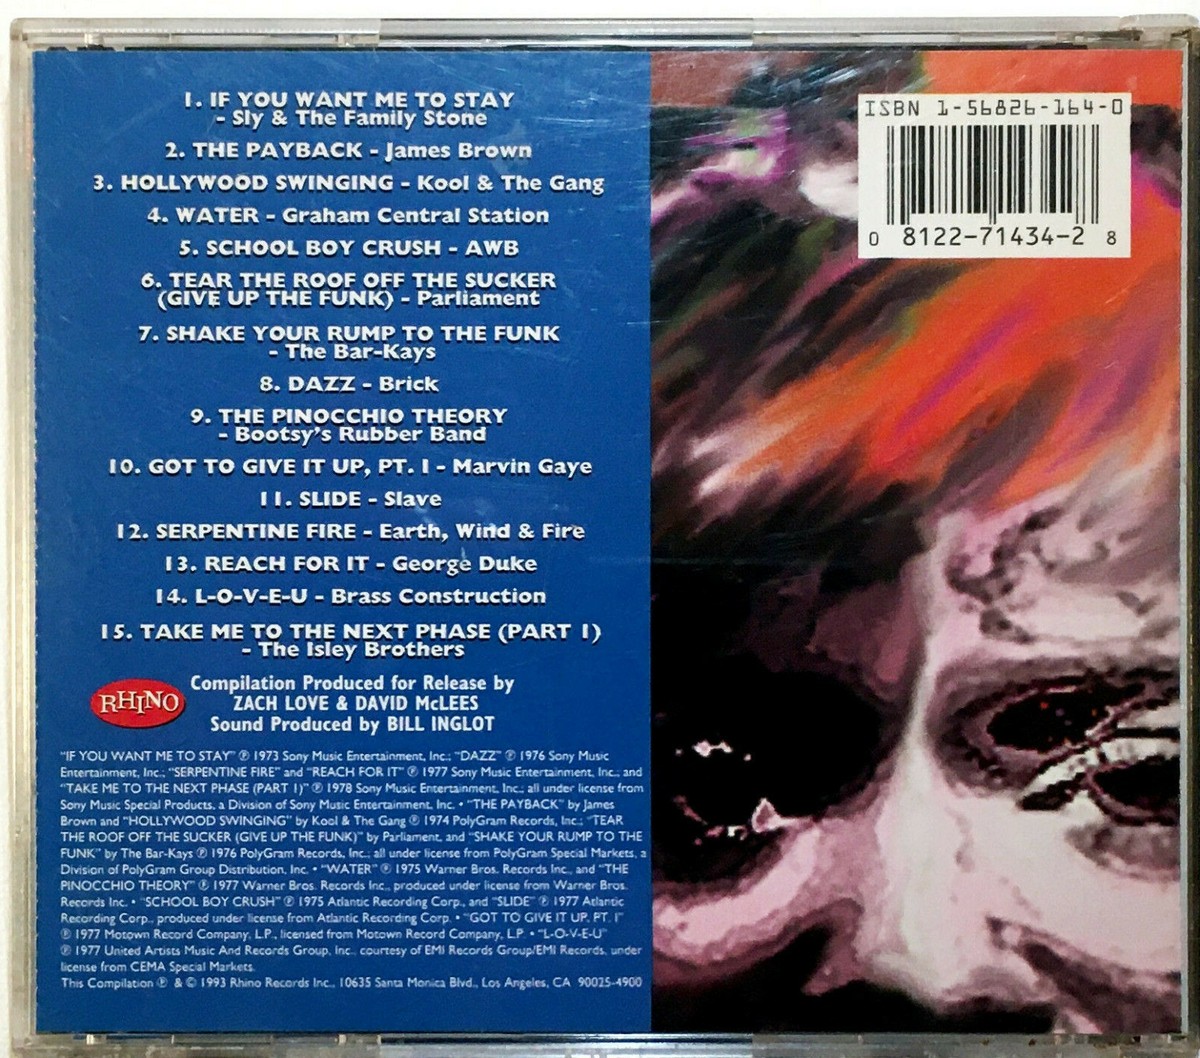 1. IF YOU WANT ME TO STAY
- Sly & The Family Stone
2. THE PAYBACK - James Brown
3. HOLLYWOOD SWINGING - Kool & The Gang
4. WATER - Graham Central Station
5. SCHOOL BOY CRUSH - AWB
6. TEAR THE ROOF OFF THE SUCKER
(GIVE UP THE FUNK) - Parliament
7. SHAKE YOUR RUMP TO THE FUNK
- The Bar-Kays
8. DAZZ - Brick
9. THE PINOCCHIO THEORY
- Bootsy's Rubber Band
10. GOT TO GIVE IT UP, PT. I - Marvin Gaye
11. SLIDE - Slave
12. SERPENTINE FIRE - Earth, Wind & Fire
13. REACH FOR IT - George Duke
14. L-O-V-E-U - Brass Construction
15. TAKE ME TO THE NEXT PHASE (PART 1)
- The Isley Brothers
RHINO
Compilation Produced for Release by
ZACH LOVE & DAVID McLEES
Sound Produced by BILL INGLOT
"IF YOU WANT ME TO STAY" ℗ 1973 Sony Music Entertainment, Inc.; "DAZZ" ℗ 1976 Sony Music
Entertainment, Inc.; "SERPENTINE FIRE" and "REACH FOR IT" ℗ 1977 Sony Music Entertainment, Inc.; and
"TAKE ME TO THE NEXT PHASE (PART 1)" ℗ 1978 Sony Music Entertainment, Inc.; all under license from
Sony Music Special Products, a Division of Sony Music Entertainment, Inc. • "THE PAYBACK" by James
Brown and "HOLLYWOOD SWINGING" by Kool & The Gang ℗ 1974 PolyGram Records, Inc.; "TEAR
THE ROOF OFF THE SUCKER (GIVE UP THE FUNK)" by Parliament, and "SHAKE YOUR RUMP TO THE
FUNK" by The Bar-Kays ℗ 1976 PolyGram Records, Inc.; all under license from PolyGram Special Markets, a
Division of PolyGram Group Distribution, Inc. • "WATER" ℗ 1975 Warner Bros. Records Inc., and "THE
PINOCCHIO THEORY" ℗ 1977 Warner Bros. Records Inc., produced under license from Warner Bros.
Records Inc. • "SCHOOL BOY CRUSH" ℗ 1975 Atlantic Recording Corp., and "SLIDE" ℗ 1977 Atlantic
Recording Corp., produced under license from Atlantic Recording Corp. • "GOT TO GIVE IT UP, PT. I"
℗ 1977 Motown Record Company, L.P., licensed from Motown Record Company, L.P. • "L-O-V-E-U"
℗ 1977 United Artists Music And Records Group, Inc., courtesy of EMI Records Group/EMI Records, under
license from CEMA Special Markets.
This Compilation ℗ & © 1993 Rhino Records Inc., 10635 Santa Monica Blvd., Los Angeles, CA 90025-4900
ISBN 1-56826-164-0
0 8122-71434-2 8